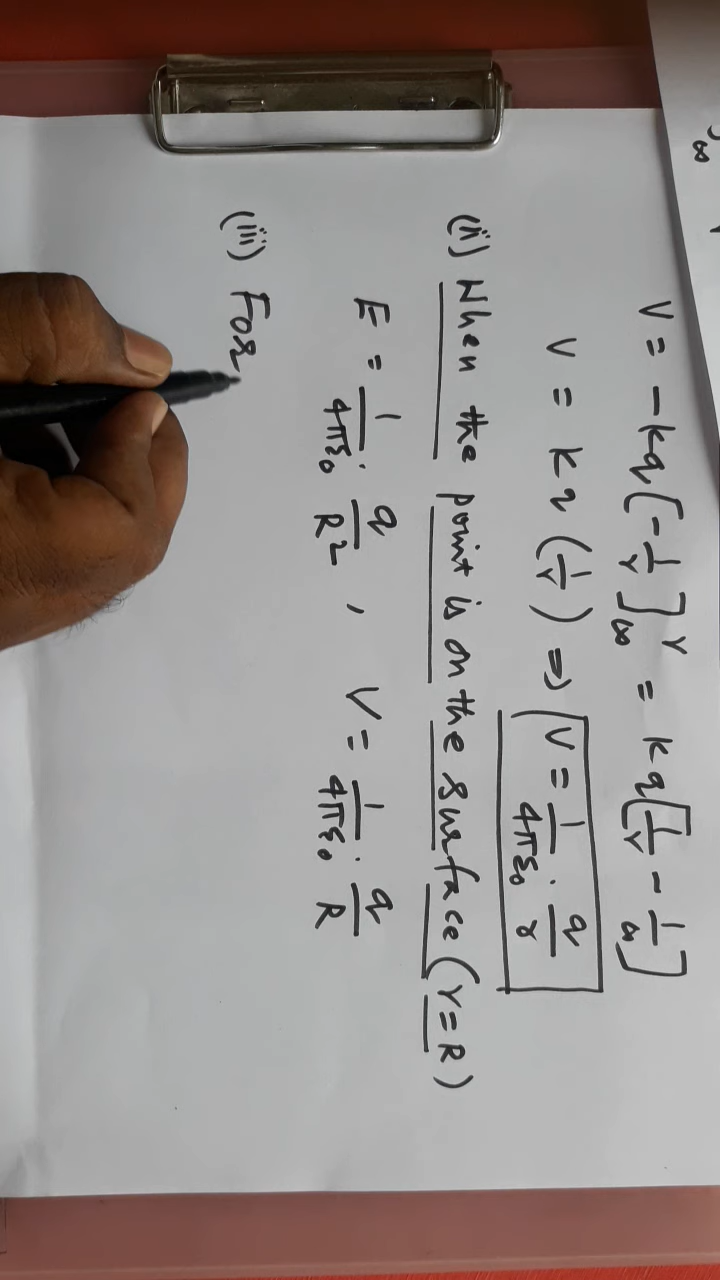 ∞
V = -kq[-1/r]^r_∞ = kq[1/r - 1/∞]
V = kq(1/r) ⇒ V = 1/4πε₀ . q/r
(ii) When the point is on the surface (r=R)
E = 1/4πε₀ . q/R² , V = 1/4πε₀ . q/R
(iii) For